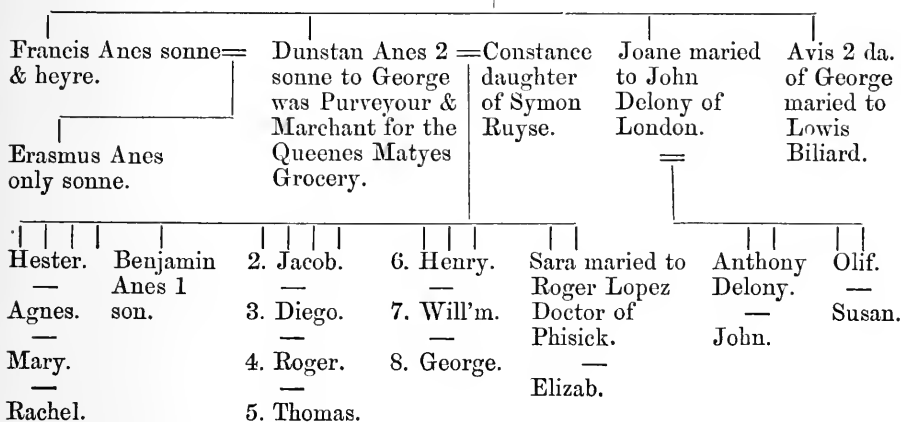 Francis Anes sonne=
& heyre.
Erasmus Anes
only sonne.
Dunstan Anes 2
sonne to George
was Purveyour &
Marchant for the
Queenes Matyes
Grocery.
=Constance
daughter
of Symon
Ruyse.
Joane maried
to John
Delony of
London.
=
Avis 2 da.
of George
maried to
Lowis
Biliard.
Hester.
—
Agnes.
—
Mary.
—
Rachel.
Benjamin
Anes 1
son.
2. Jacob.
—
3. Diego.
—
4. Roger.
—
5. Thomas.
6. Henry.
—
7. Will'm.
—
8. George.
Sara maried to
Roger Lopez
Doctor of
Phisick.
—
Elizab.
Anthony
Delony.
—
John.
Olif.
—
Susan.